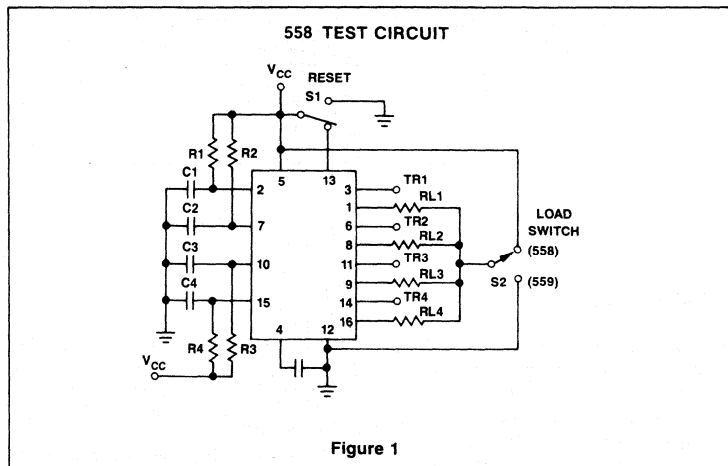 558 TEST CIRCUIT
VCC
RESET
S1
R1
R2
C1
C2
C3
C4
R4
R3
VCC
5
13
2
7
10
15
4
12
3
1
6
8
11
9
14
16
TR1
RL1
TR2
RL2
TR3
RL3
TR4
RL4
LOAD
SWITCH
(558)
S2
(559)
Figure 1